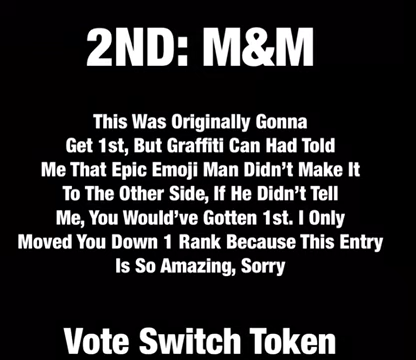 2ND: M&M
This Was Originally Gonna
Get 1st, But Graffiti Can Had Told
Me That Epic Emoji Man Didn't Make It
To The Other Side, If He Didn't Tell
Me, You Would've Gotten 1st. I Only
Moved You Down 1 Rank Because This Entry
Is So Amazing, Sorry
Vote Switch Token